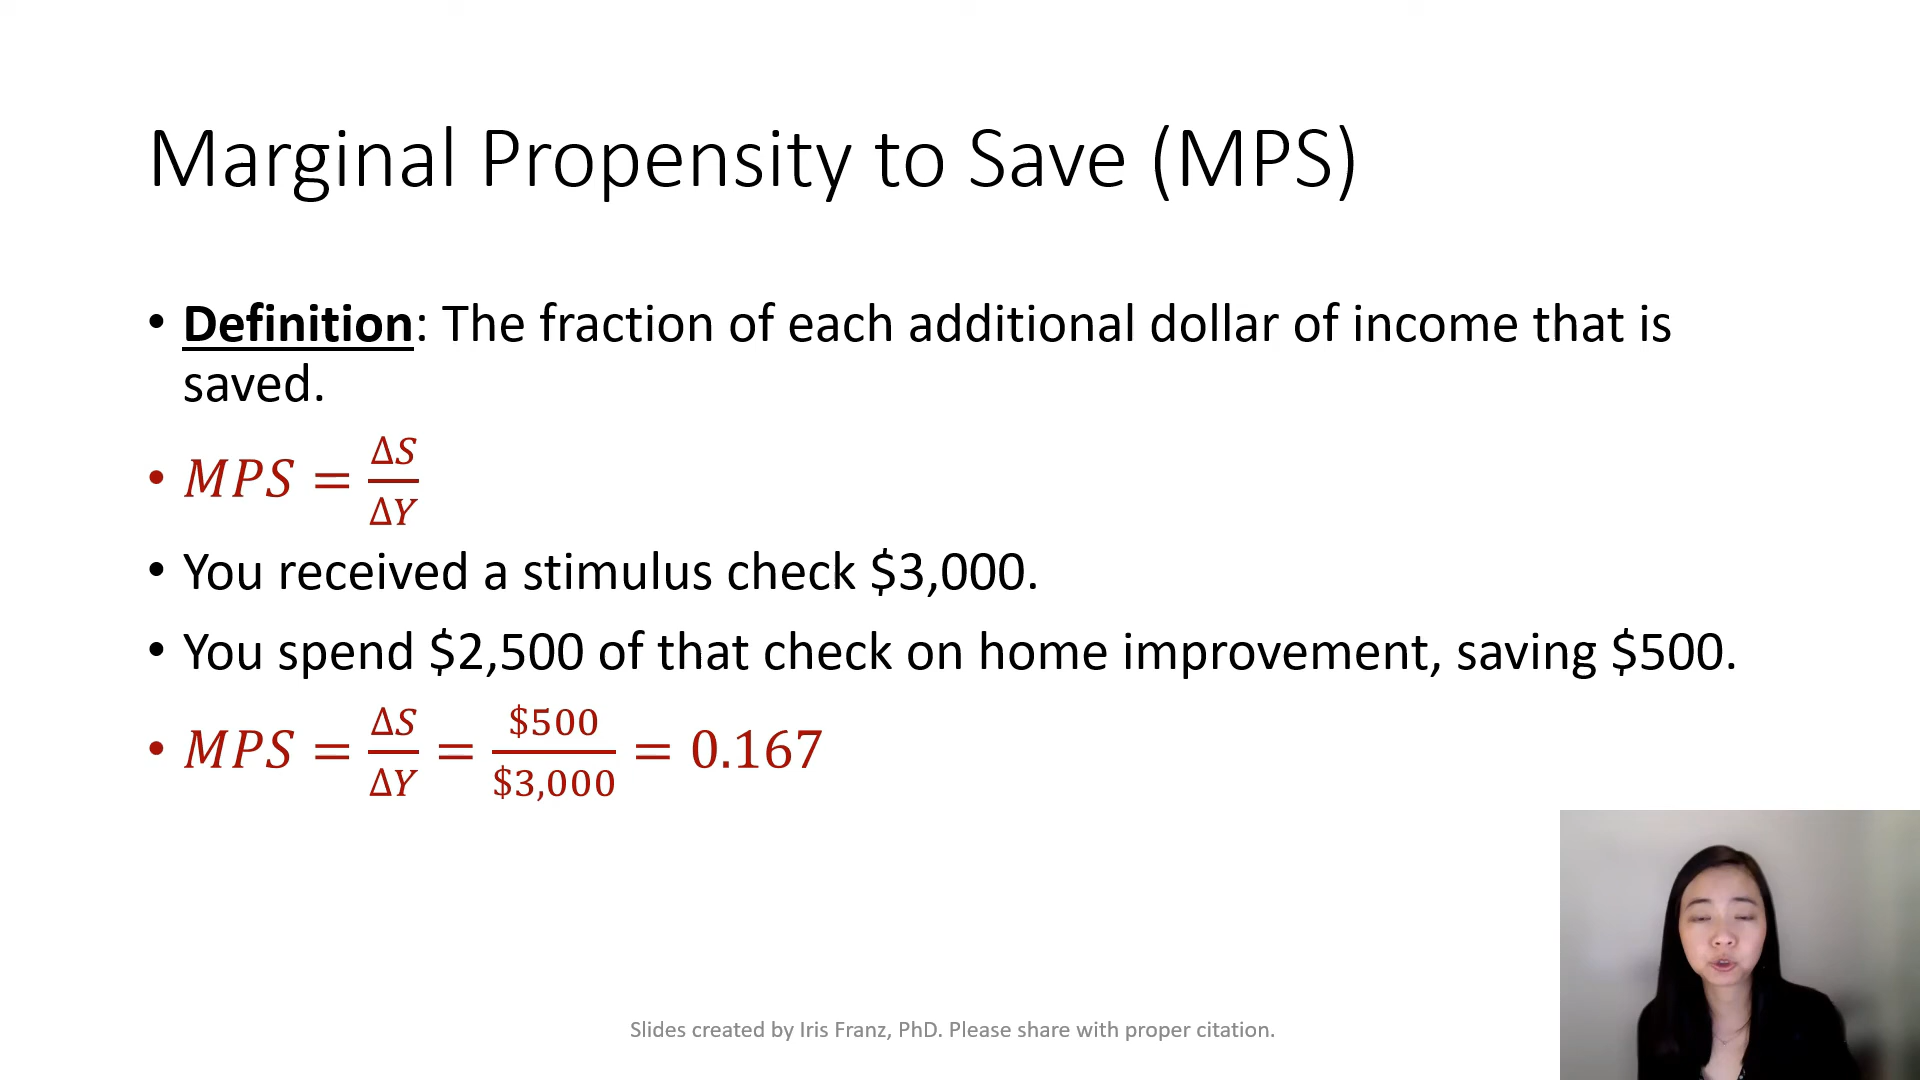 Marginal Propensity to Save (MPS)
• Definition: The fraction of each additional dollar of income that is
saved.
• MPS = ΔS/ΔY
• You received a stimulus check $3,000.
• You spend $2,500 of that check on home improvement, saving $500.
• MPS = ΔS/ΔY = $500/$3,000 = 0.167
Slides created by Iris Franz, PhD. Please share with proper citation.